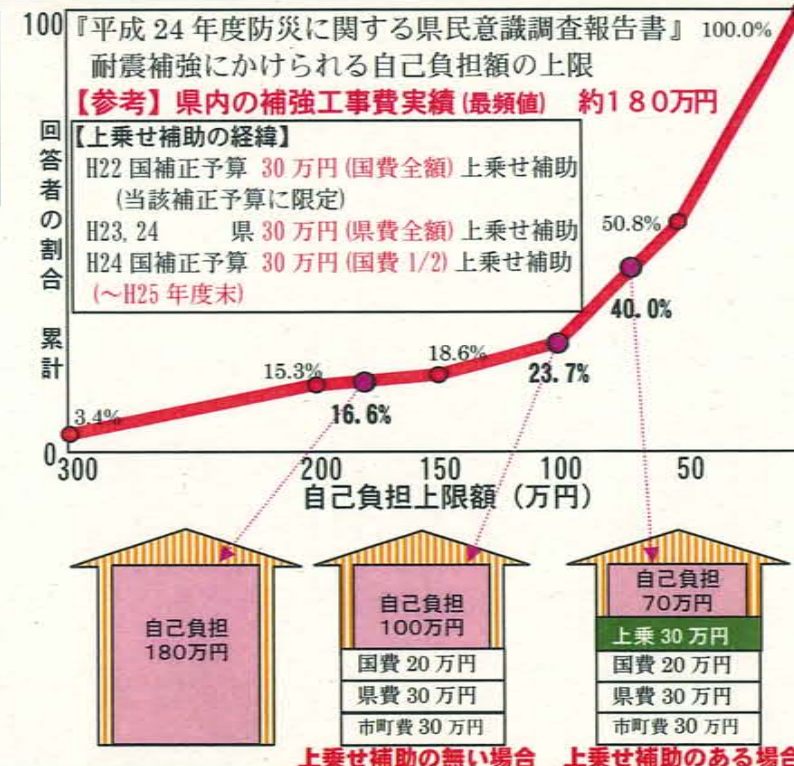 100
『平成24年度防災に関する県民意識調査報告書』
100.0%
耐震補強にかけられる自己負担額の上限
【参考】県内の補強工事費実績(最頻値)　約180万円
【上乗せ補助の経緯】
H22 国補正予算 30万円(国費全額)上乗せ補助
(当該補正予算に限定)
H23,24　　県 30万円(県費全額)上乗せ補助
H24 国補正予算 30万円(国費1/2)上乗せ補助
(～H25年度末)
回答者の割合　累計
50.8%
40.0%
18.6%
15.3%
23.7%
16.6%
3.4%
0
300
200
150
100
50
自己負担上限額（万円）
自己負担
180万円
自己負担
100万円
国費20万円
県費30万円
市町費30万円
上乗せ補助の無い場合
自己負担
70万円
上乗30万円
国費20万円
県費30万円
市町費30万円
上乗せ補助のある場合